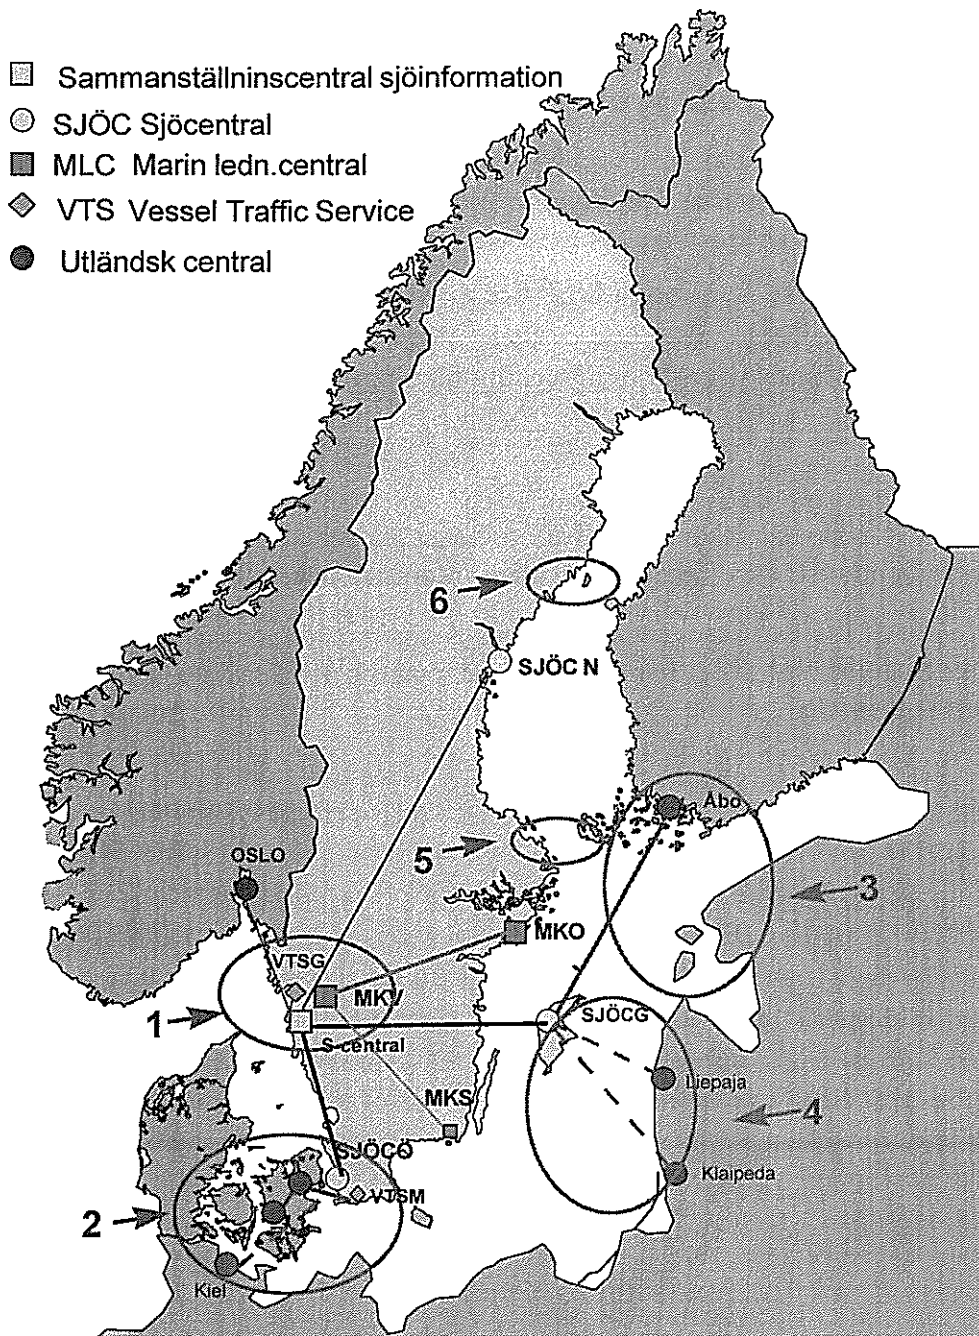 Sammanställninscentral sjöinformation
SJÖC Sjöcentral
MLC Marin ledn.central
VTS Vessel Traffic Service
Utländsk central
6
SJÖC N
Åbo
5
OSLO
3
MKO
VTSG
MKV
SJÖCG
1
S-central
Liepaja
MKS
4
SJÖCÖ
Klaipeda
VTSM
2
Kiel